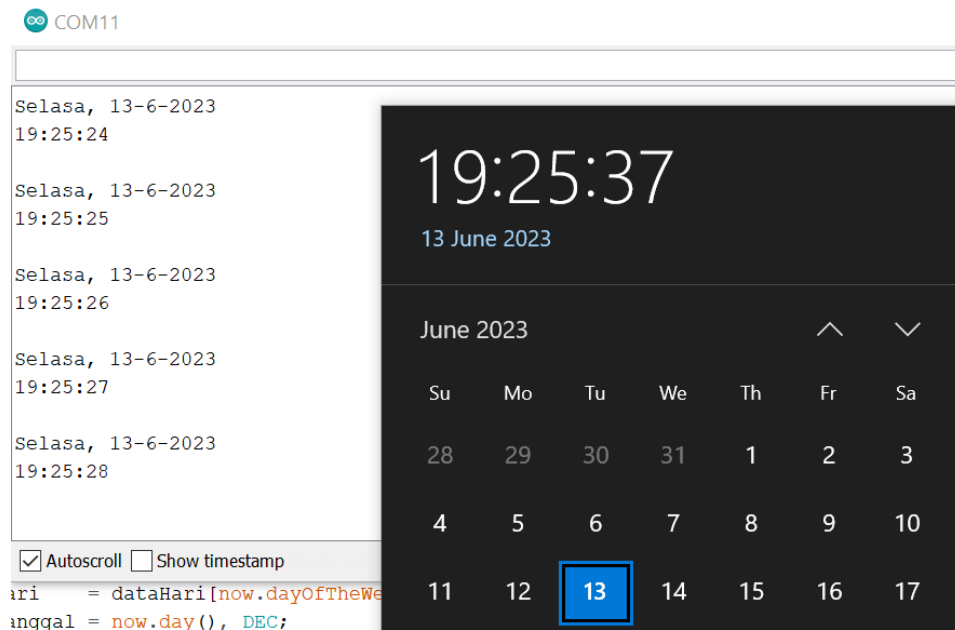 COM11
Selasa, 13-6-2023
19:25:24
Selasa, 13-6-2023
19:25:25
Selasa, 13-6-2023
19:25:26
Selasa, 13-6-2023
19:25:27
Selasa, 13-6-2023
19:25:28
Autoscroll Show timestamp
ari = dataHari[now.dayOfTheWe
anggal = now.day(), DEC;
19:25:37
13 June 2023
June 2023
Su Mo Tu We Th Fr Sa
28 29 30 31 1 2 3
4 5 6 7 8 9 10
11 12 13 14 15 16 17